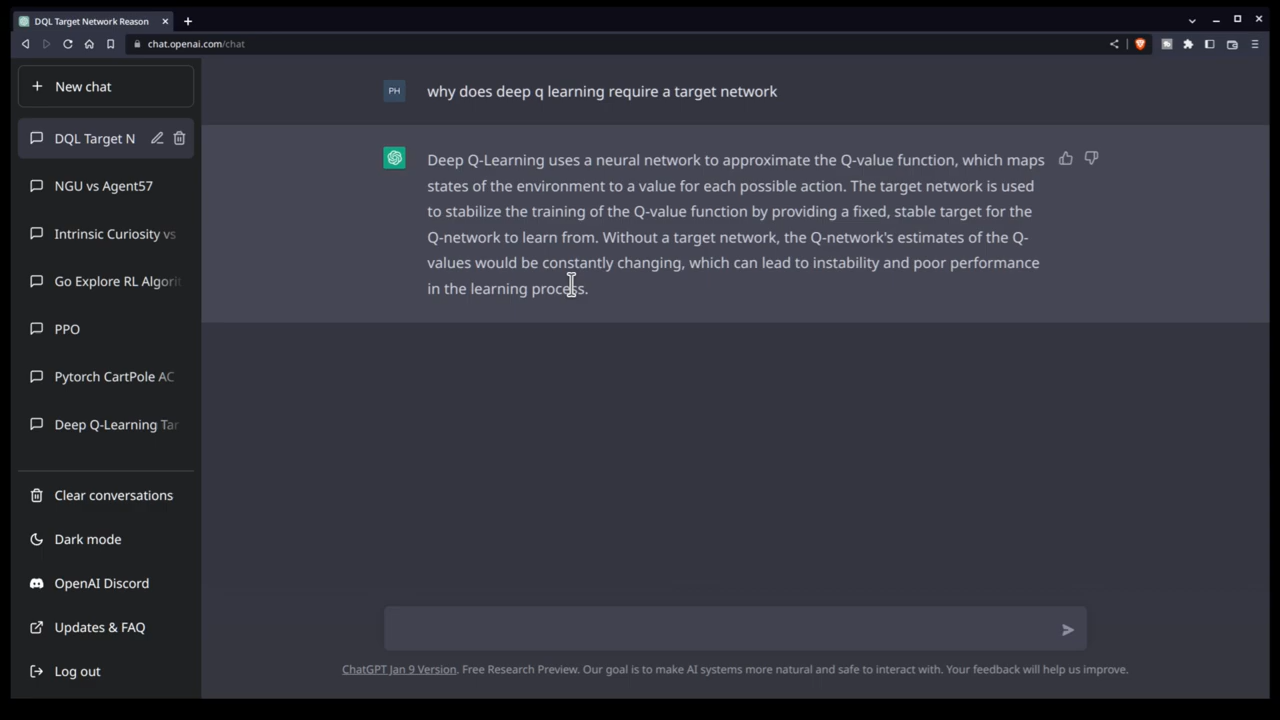 DQL Target Network Reason
chat.openai.com/chat
New chat
DQL Target N
NGU vs Agent57
Intrinsic Curiosity vs
Go Explore RL Algorit
PPO
Pytorch CartPole AC
Deep Q-Learning Tar
Clear conversations
Dark mode
OpenAI Discord
Updates & FAQ
Log out
PH
why does deep q learning require a target network
Deep Q-Learning uses a neural network to approximate the Q-value function, which maps
states of the environment to a value for each possible action. The target network is used
to stabilize the training of the Q-value function by providing a fixed, stable target for the
Q-network to learn from. Without a target network, the Q-network's estimates of the Q-
values would be constantly changing, which can lead to instability and poor performance
in the learning process.
ChatGPT Jan 9 Version. Free Research Preview. Our goal is to make AI systems more natural and safe to interact with. Your feedback will help us improve.